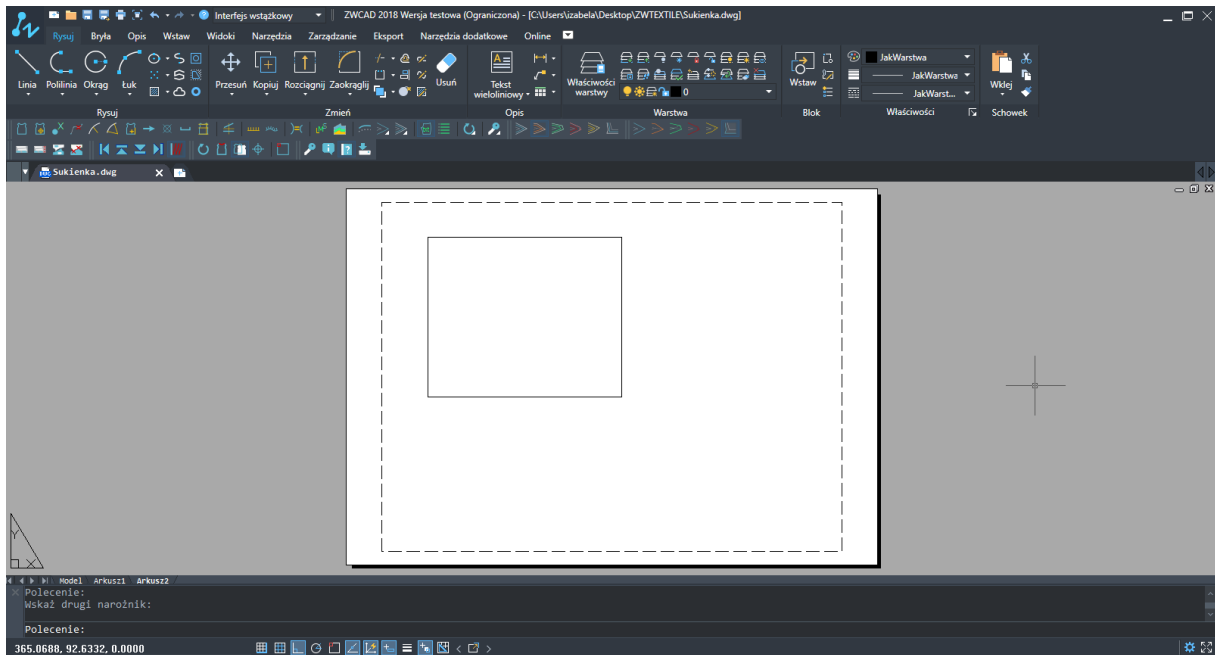 Interfejs wstążkowy ZWCAD 2018 Wersja testowa (Ograniczona) - [C:\Users\izabela\Desktop\ZWTEXTILE\Sukienka.dwg]
Rysuj Bryła Opis Wstaw Widoki Narzędzia Zarządzanie Eksport Narzędzia dodatkowe Online
JakWarstwa
JakWarstwa
Linia Polilinia Okrąg Łuk Przesuń Kopiuj Rozciągnij Zaokrąglij Usuń Tekst wieloliniowy Właściwości warstwy 0 Wstaw JakWarst... Wklej
Rysuj Zmień Opis Warstwa Blok Właściwości Schowek
Sukienka.dwg
Y
X
Model Arkusz1 Arkusz2
Polecenie:
Wskaż drugi narożnik:
Polecenie:
365.0688, 92.6332, 0.0000